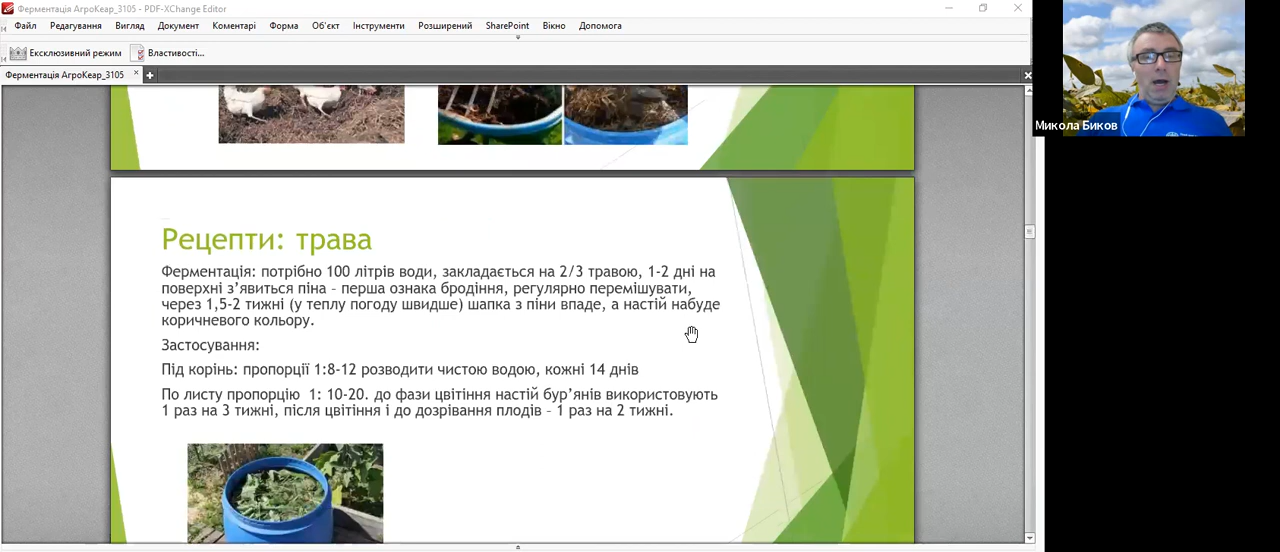 Ферментація АгроКеар_3105 - PDF-XChange Editor
Файл Редагування Вигляд Документ Коментарі Форма Об'єкт Інструменти Розширений SharePoint Вікно Допомога
Ексклюзивний режим Властивості...
Ферментація АгроКеар_3105
Микола Биков
Рецепти: трава
Ферментація: потрібно 100 літрів води, закладається на 2/3 травою, 1-2 дні на
поверхні з’явиться піна – перша ознака бродіння, регулярно перемішувати,
через 1,5-2 тижні (у теплу погоду швидше) шапка з піни впаде, а настій набуде
коричневого кольору.
Застосування:
Під корінь: пропорції 1:8-12 розводити чистою водою, кожні 14 днів
По листу пропорцію 1: 10-20. до фази цвітіння настій бур’янів використовують
1 раз на 3 тижні, після цвітіння і до дозрівання плодів – 1 раз на 2 тижні.